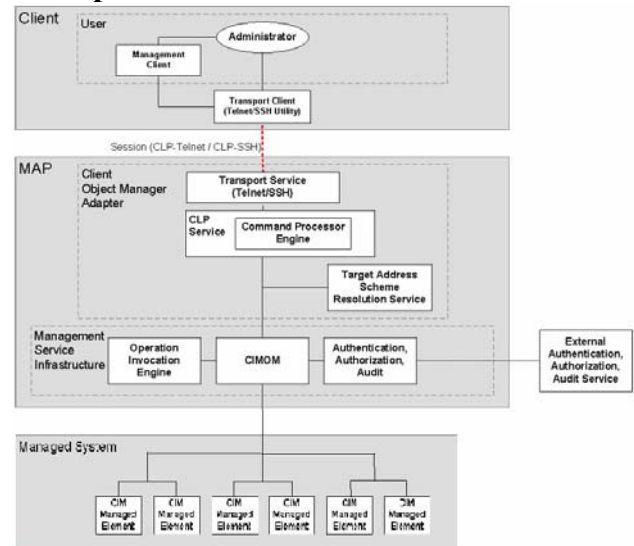 Client
User
Administrator
Management
Client
Transport Client
(Telnet/SSH Utility)
Session (CLP-Telnet / CLP-SSH)
MAP
Client
Object Manager
Adapter
Transport Service
(Telnet/SSH)
CLP
Service
Command Processor
Engine
Target Address
Scheme
Resolution Service
Management
Service
Infrastructure
Operation
Invocation
Engine
CIMOM
Authentication,
Authorization,
Audit
External
Authentication,
Authorization,
Audit Service
Managed System
CIM
Managed
Element
CIM
Managed
Element
CIM
Managed
Element
CIM
Managed
Element
CIM
Managed
Element
CIM
Managed
Element